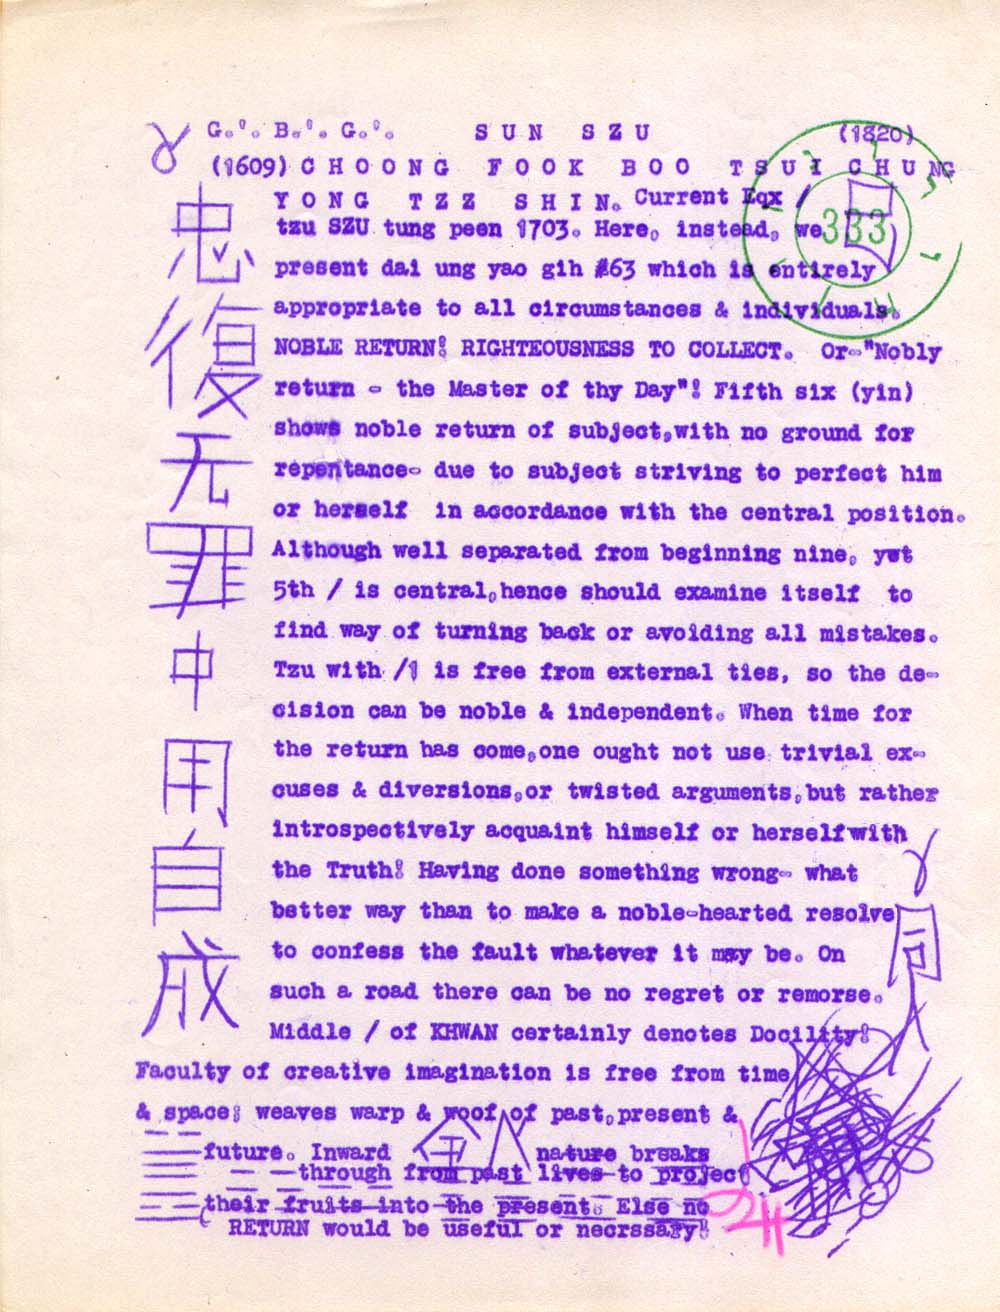 G∴ B∴ G∴ SUN SZU (1820)
(1609) CHOONG FOOK BOO TSUI CHUNG
YONG TZZ SHIN. Current Eqx /
tzu SZU tung peen 1703. Here, instead, we
333
present dai ung yao gih #63 which is entirely
appropriate to all circumstances & individuals.
NOBLE RETURN! RIGHTEOUSNESS TO COLLECT. Or-"Nobly
return - the Master of thy Day"! Fifth six (yin)
shows noble return of subject,with no ground for
repentance- due to subject striving to perfect him
or herself in accordance with the central position.
Although well separated from beginning nine, yet
5th / is central,hence should examine itself to
find way of turning back or avoiding all mistakes.
Tzu with /1 is free from external ties, so the de-
cision can be noble & independent. When time for
the return has come,one ought not use trivial ex-
cuses & diversions,or twisted arguments,but rather
introspectively acquaint himself or herself with
the Truth! Having done something wrong- what
better way than to make a noble-hearted resolve
to confess the fault whatever it may be. On
such a road there can be no regret or remorse.
Middle / of KHWAN certainly denotes Docility!
Faculty of creative imagination is free from time
& space; weaves warp & woof of past,present &
future. Inward nature breaks
through from past lives to project
their fruits into the present. Else no
RETURN would be useful or necrssary!
忠
復
无
罪
中
用
自
成